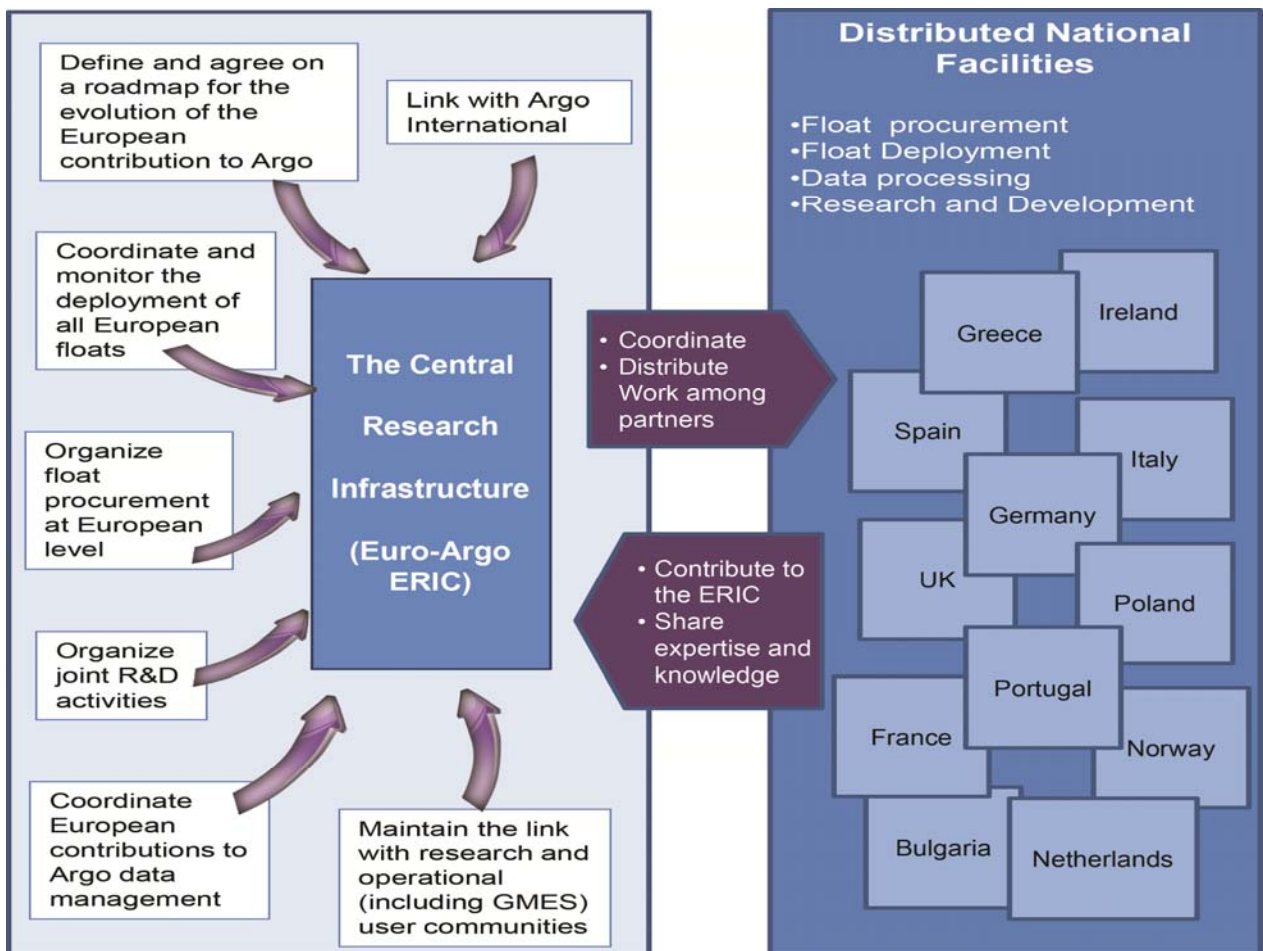 Define and agree on
a roadmap for the
evolution of the
European
contribution to Argo
Link with Argo
International
Coordinate and
monitor the
deployment of
all European
floats
Organize
float
procurement
at European
level
Organize
joint R&D
activities
Coordinate
European
contributions to
Argo data
management
Maintain the link
with research and
operational
(including GMES)
user communities
The Central
Research
Infrastructure
(Euro-Argo
ERIC)
• Coordinate
• Distribute
Work among
partners
• Contribute to
the ERIC
• Share
expertise and
knowledge
Distributed National
Facilities
•Float procurement
•Float Deployment
•Data processing
•Research and Development
Ireland
Greece
Spain
Italy
Germany
UK
Poland
Portugal
France
Norway
Bulgaria
Netherlands